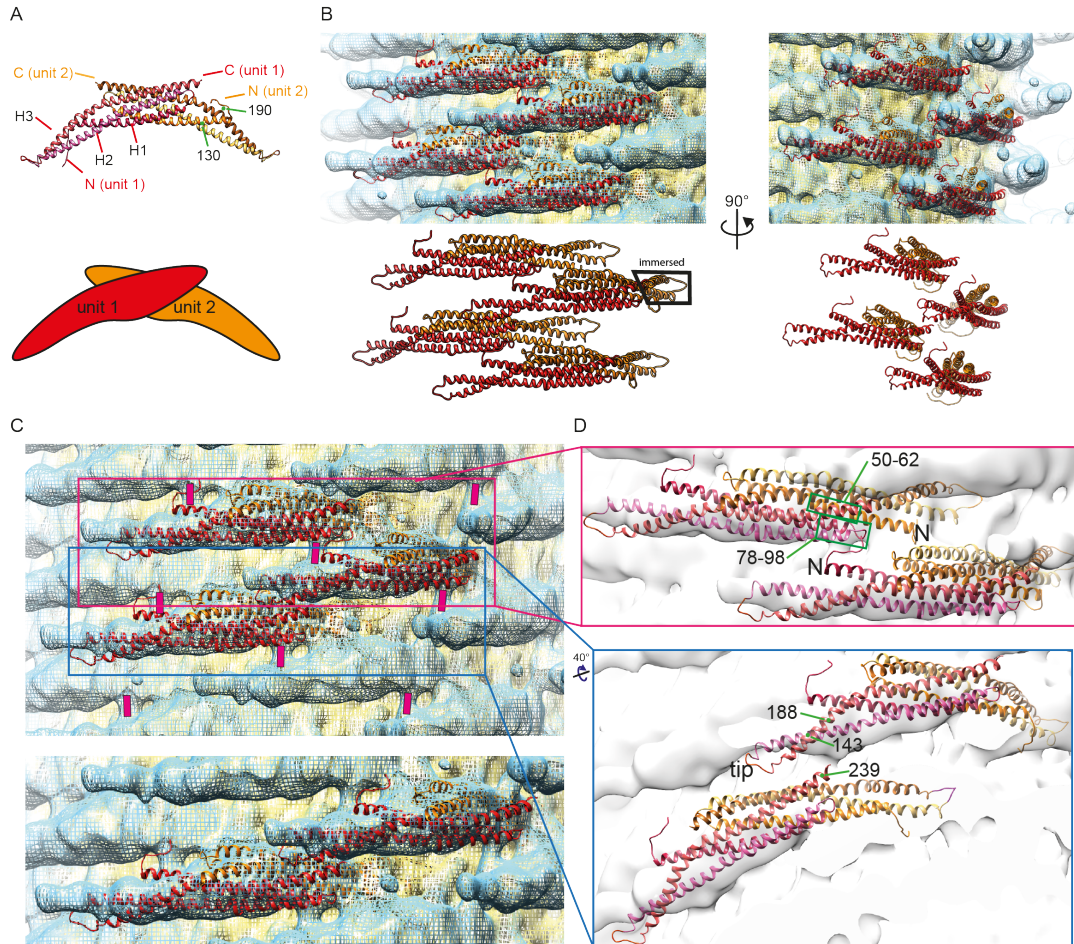 A
C (unit 2)
C (unit 1)
N (unit 2)
190
H3
H2
H1
130
N (unit 1)
unit 1
unit 2
B
90°
immersed
C
D
50-62
78-98
N
N
40°
188
143
tip
239